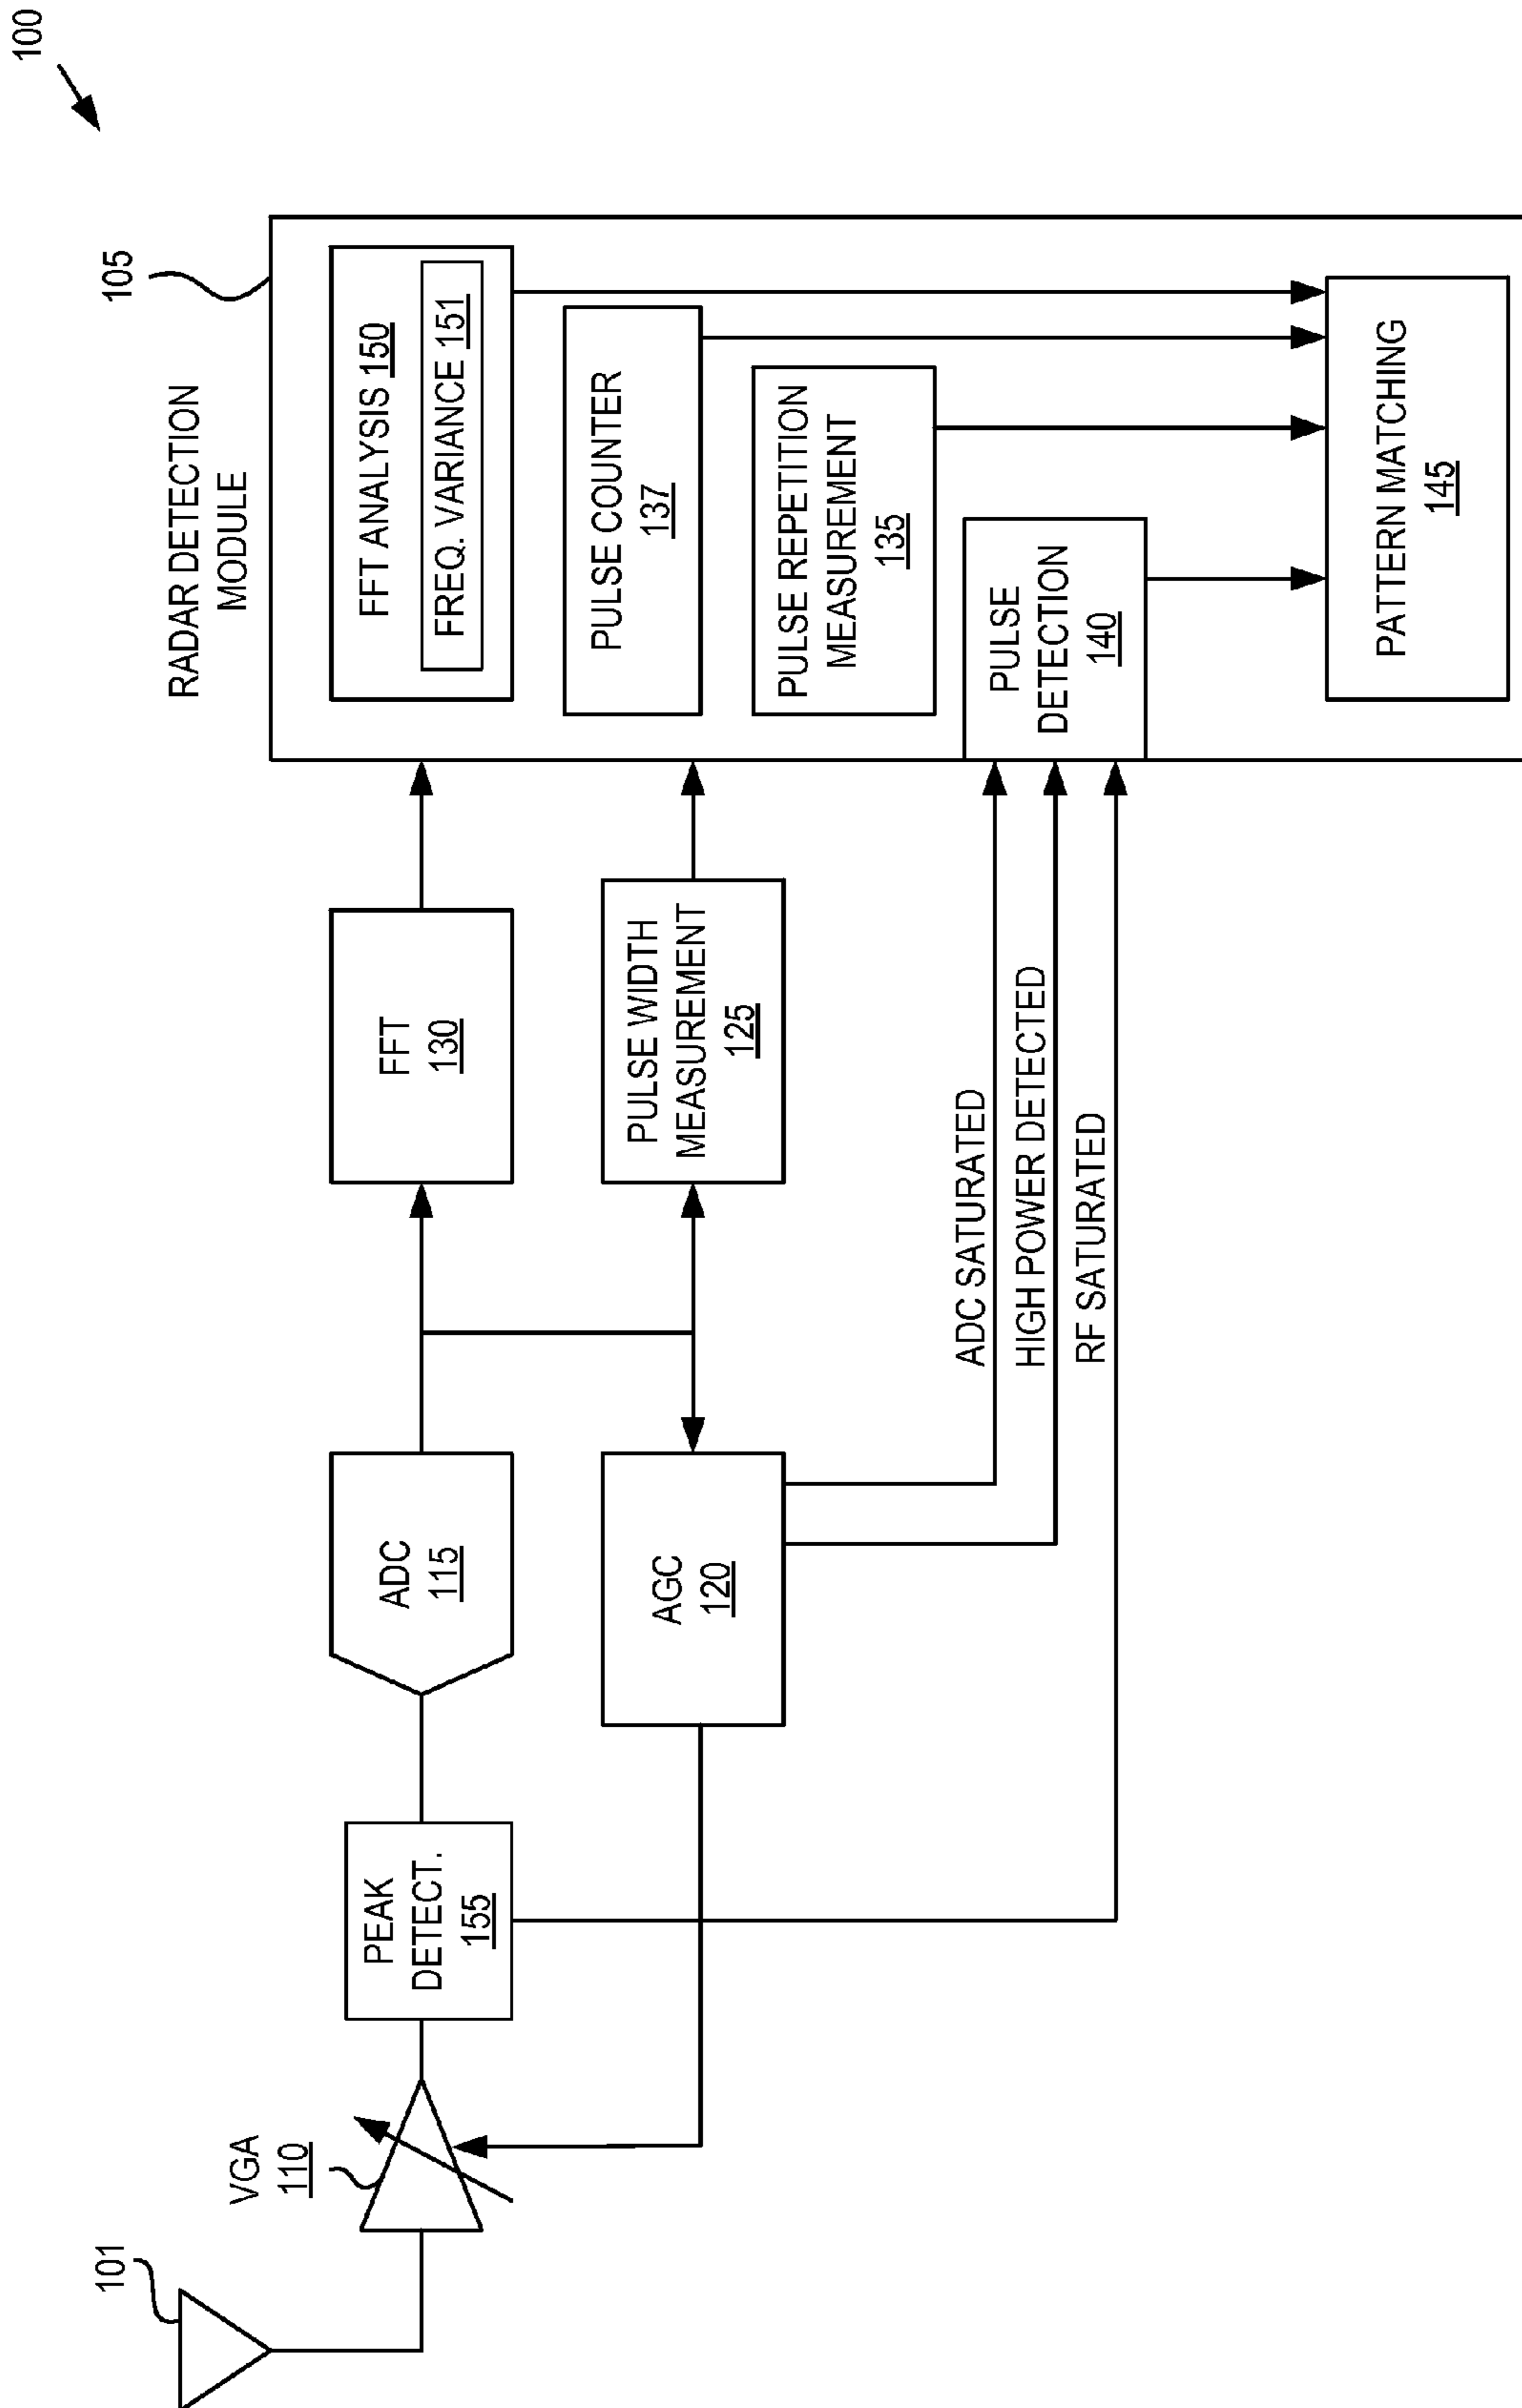 100
101
VGA
110
PEAK
DETECT.
155
ADC
115
AGC
120
FFT
130
PULSE WIDTH
MEASUREMENT
125
ADC SATURATED
HIGH POWER DETECTED
RF SATURATED
RADAR DETECTION
MODULE
105
FFT ANALYSIS 150
FREQ. VARIANCE 151
PULSE COUNTER
137
PULSE REPETITION
MEASUREMENT
135
PULSE
DETECTION
140
PATTERN MATCHING
145